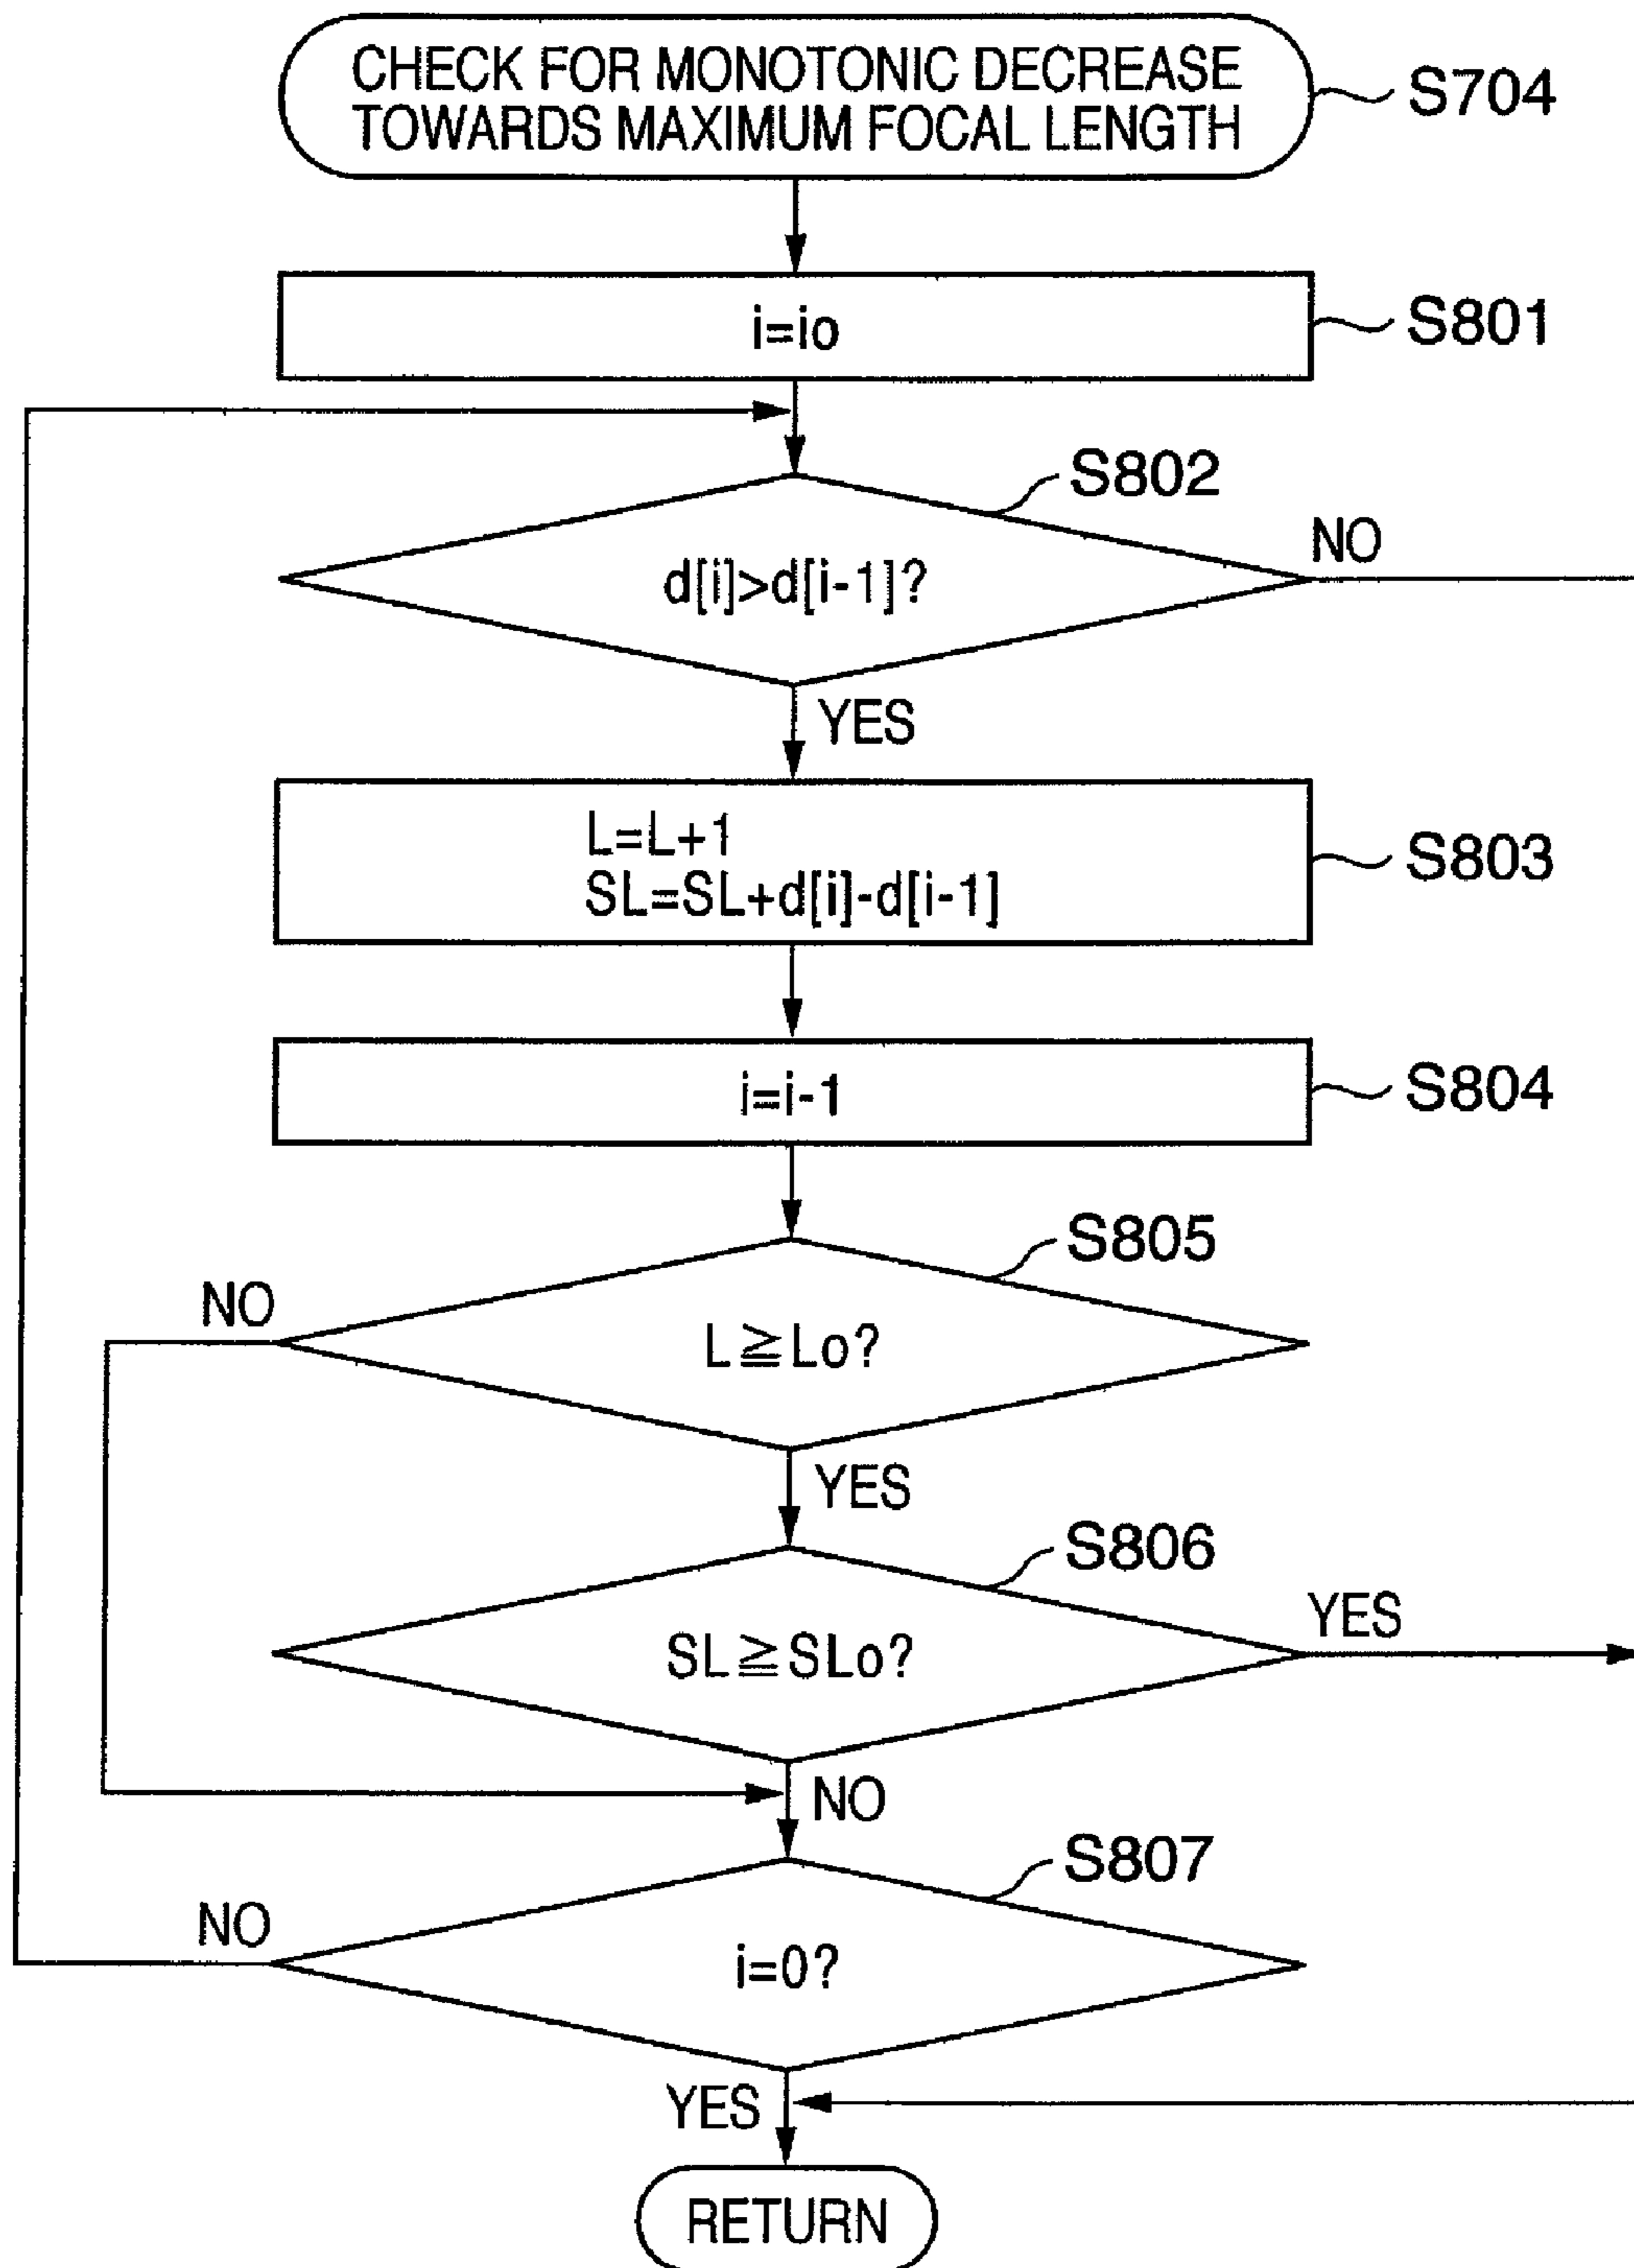 CHECK FOR MONOTONIC DECREASE
TOWARDS MAXIMUM FOCAL LENGTH
S704
i=io
S801
S802
NO
d[i]>d[i-1]?
YES
L=L+1
SL=SL+d[i]-d[i-1]
S803
i=i-1
S804
S805
NO
L≧Lo?
YES
S806
YES
SL≧SLo?
NO
S807
NO
i=0?
YES
RETURN